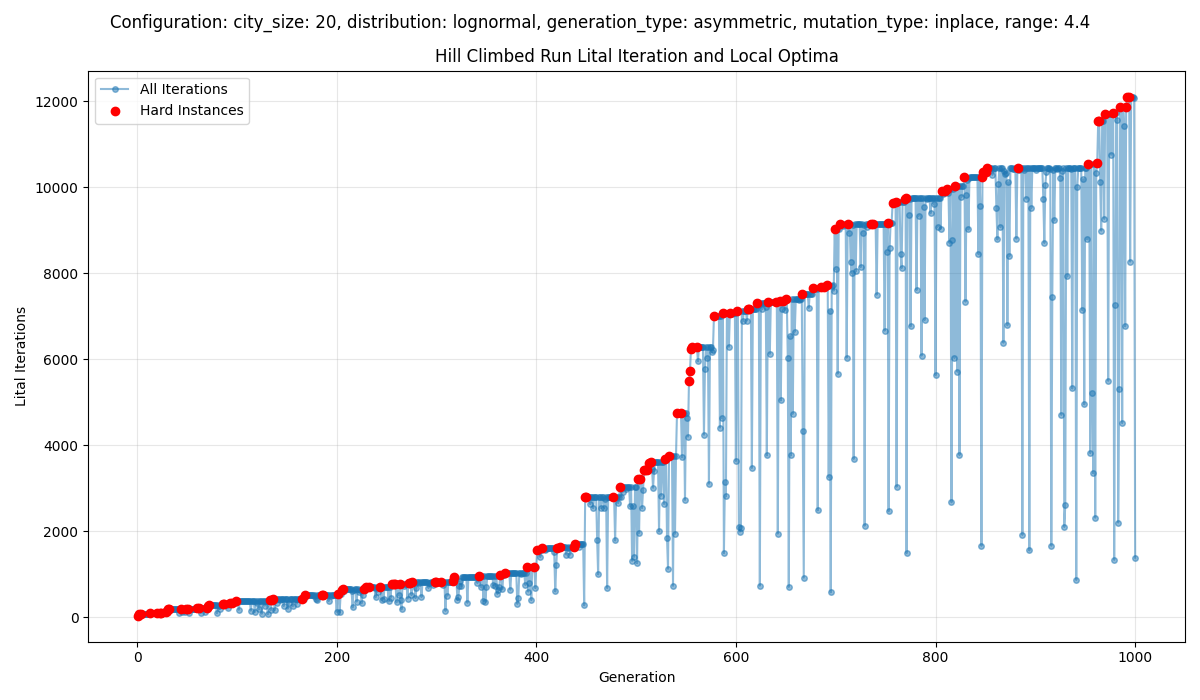 Configuration: city_size: 20, distribution: lognormal, generation_type: asymmetric, mutation_type: inplace, range: 4.4
Hill Climbed Run Lital Iteration and Local Optima
All Iterations
Hard Instances
12000
10000
8000
6000
4000
2000
0
Lital Iterations
0 200 400 600 800 1000
Generation